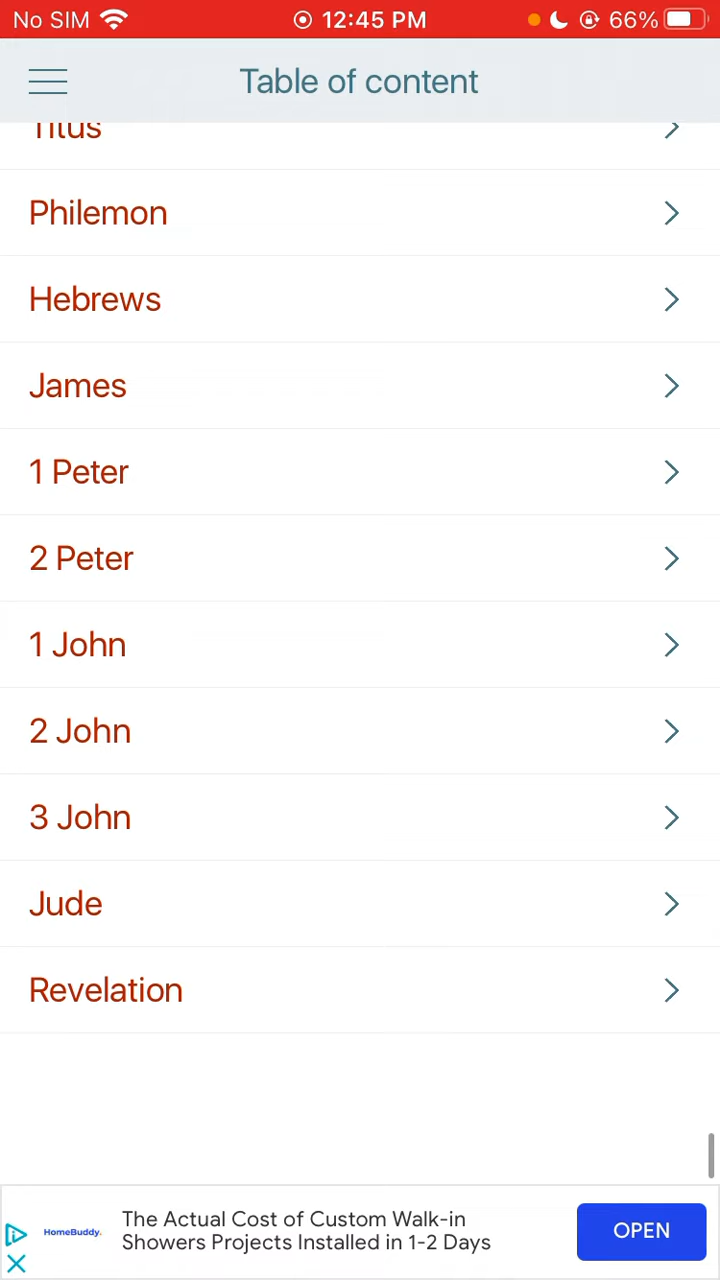 No SIM 12:45 PM 66%
Table of content
Titus
Philemon
Hebrews
James
1 Peter
2 Peter
1 John
2 John
3 John
Jude
Revelation
HomeBuddy.
The Actual Cost of Custom Walk-in
Showers Projects Installed in 1-2 Days
OPEN